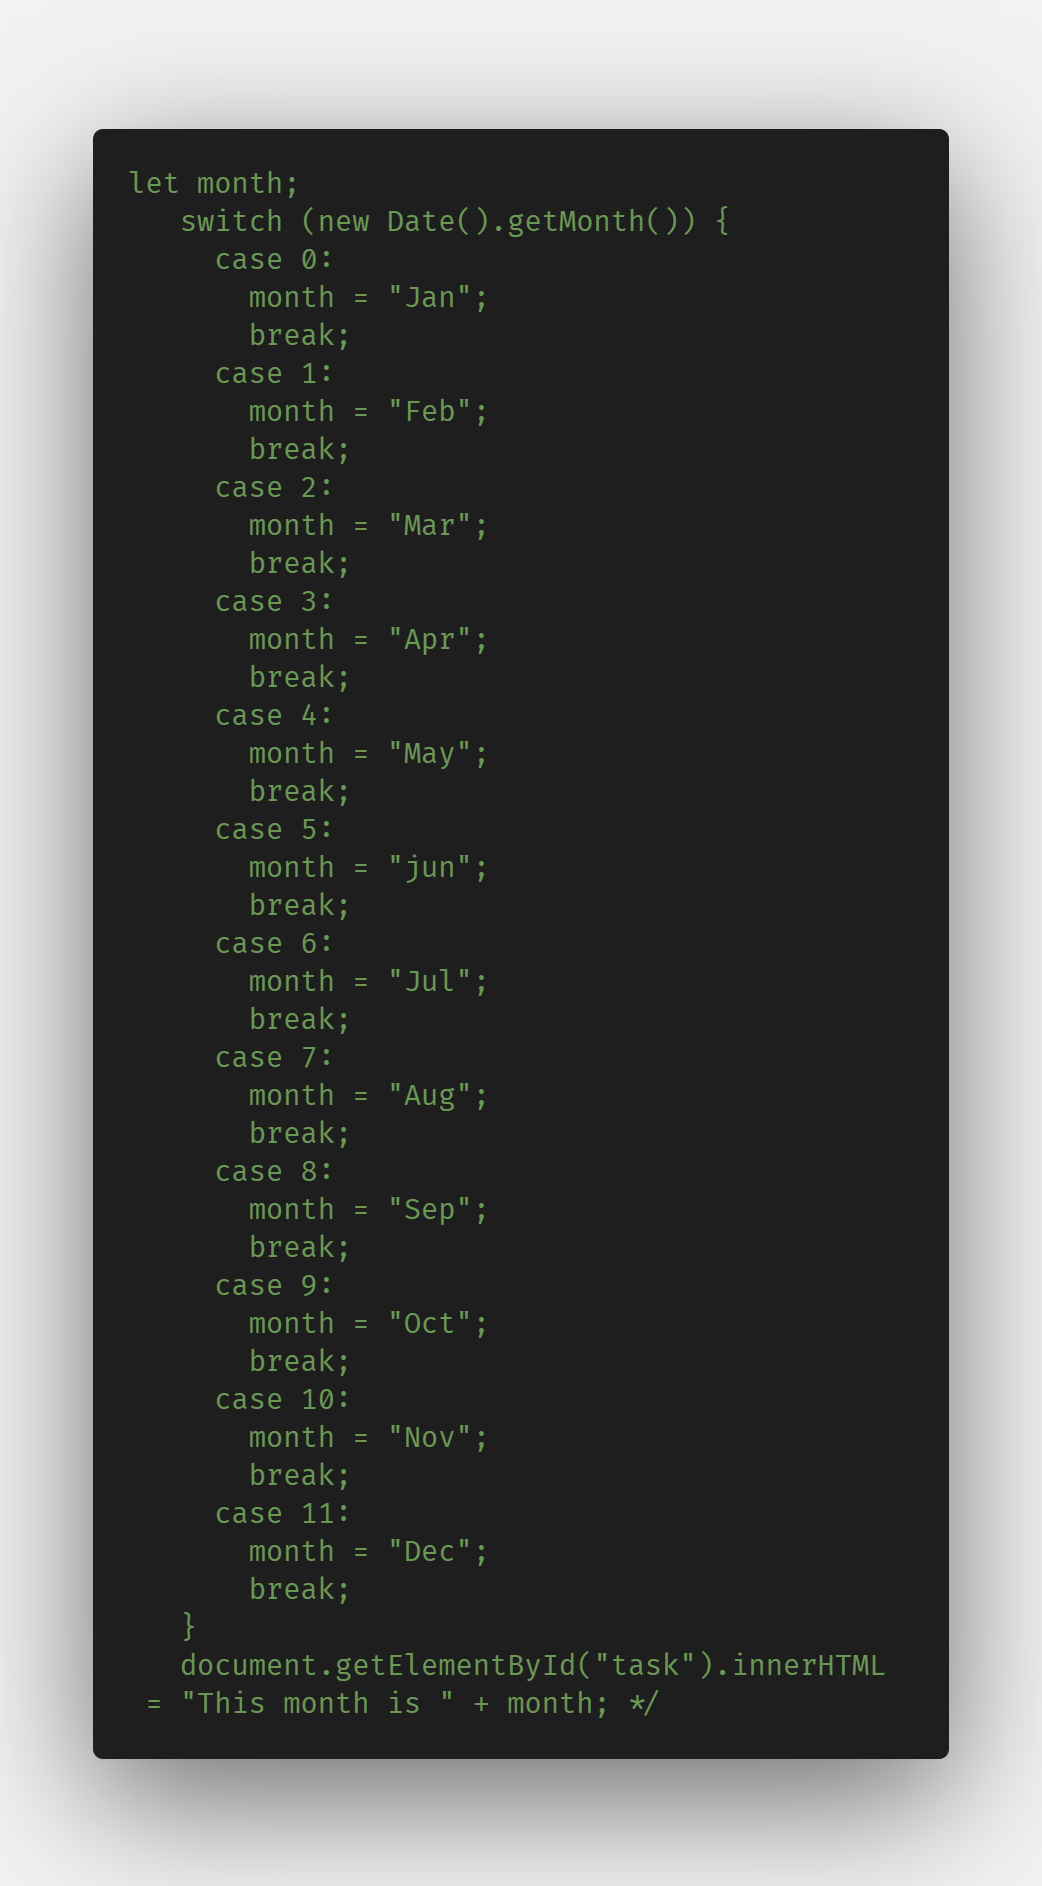 let month;
   switch (new Date().getMonth()) {
     case 0:
       month = "Jan";
       break;
     case 1:
       month = "Feb";
       break;
     case 2:
       month = "Mar";
       break;
     case 3:
       month = "Apr";
       break;
     case 4:
       month = "May";
       break;
     case 5:
       month = "jun";
       break;
     case 6:
       month = "Jul";
       break;
     case 7:
       month = "Aug";
       break;
     case 8:
       month = "Sep";
       break;
     case 9:
       month = "Oct";
       break;
     case 10:
       month = "Nov";
       break;
     case 11:
       month = "Dec";
       break;
   }
   document.getElementById("task").innerHTML
 = "This month is " + month; */